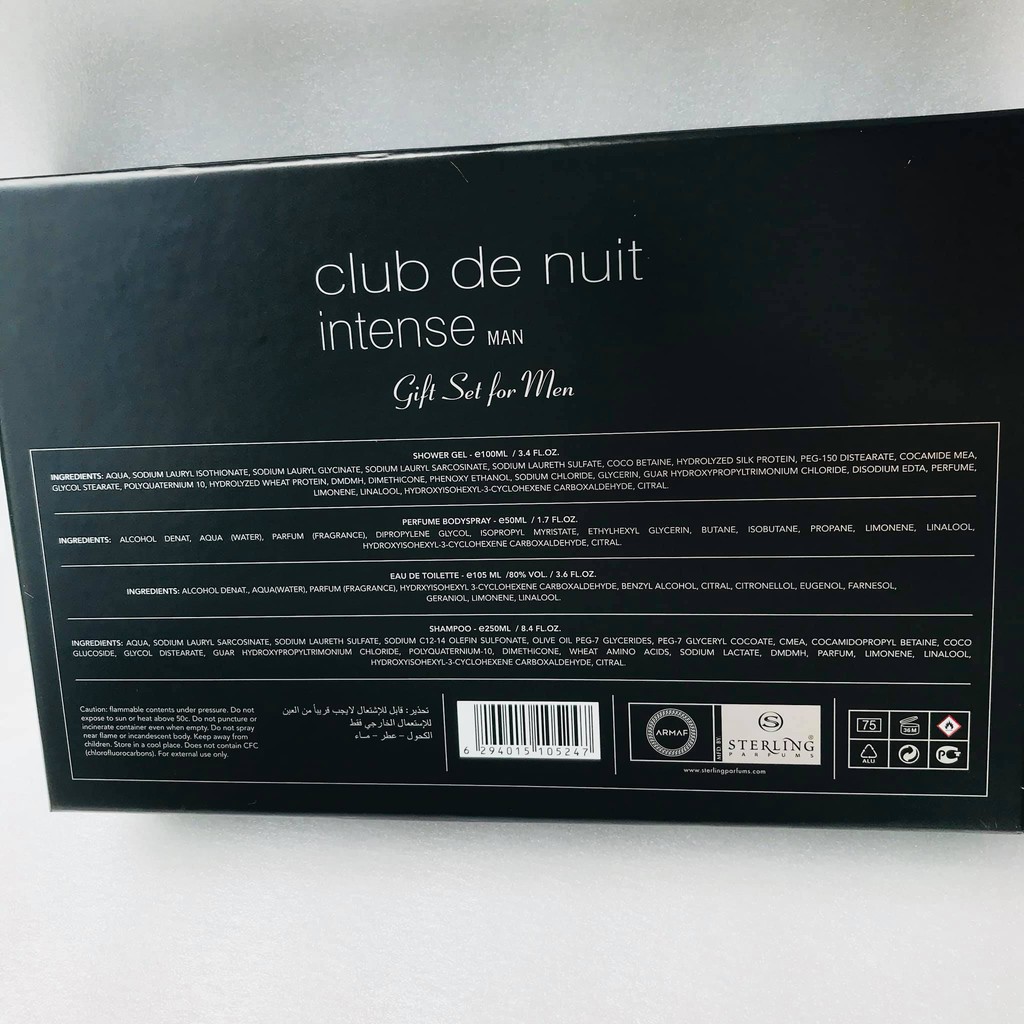 club de nuit
intense MAN
Gift Set for Men
SHOWER GEL - e100ML / 3.4 FL.OZ.
INGREDIENTS: AQUA, SODIUM LAURYL ISOTHIONATE, SODIUM LAURYL GLYCINATE, SODIUM LAURYL SARCOSINATE, SODIUM LAURETH SULFATE, COCO BETAINE, HYDROLYZED SILK PROTEIN, PEG-150 DISTEARATE, COCAMIDE MEA,
GLYCOL STEARATE, POLYQUATERNIUM 10, HYDROLYZED WHEAT PROTEIN, DMDMH, DIMETHICONE, PHENOXY ETHANOL, SODIUM CHLORIDE, GLYCERIN, GUAR HYDROXYPROPYLTRIMONIUM CHLORIDE, DISODIUM EDTA, PERFUME,
LIMONENE, LINALOOL, HYDROXYISOHEXYL-3-CYCLOHEXENE CARBOXALDEHYDE, CITRAL.
PERFUME BODYSPRAY - e50ML / 1.7 FL.OZ.
INGREDIENTS: ALCOHOL DENAT, AQUA (WATER), PARFUM (FRAGRANCE), DIPROPYLENE GLYCOL, ISOPROPYL MYRISTATE, ETHYLHEXYL GLYCERIN, BUTANE, ISOBUTANE, PROPANE, LIMONENE, LINALOOL,
HYDROXYISOHEXYL-3-CYCLOHEXENE CARBOXALDEHYDE, CITRAL.
EAU DE TOILETTE - e105 ML /80% VOL. / 3.6 FL.OZ.
INGREDIENTS: ALCOHOL DENAT., AQUA(WATER), PARFUM (FRAGRANCE), HYDRXYISOHEXYL 3-CYCLOHEXENE CARBOXALDEHYDE, BENZYL ALCOHOL, CITRAL, CITRONELLOL, EUGENOL, FARNESOL,
GERANIOL, LIMONENE, LINALOOL.
SHAMPOO - e250ML / 8.4 FL.OZ.
INGREDIENTS: AQUA, SODIUM LAURYL SARCOSINATE, SODIUM LAURETH SULFATE, SODIUM C12-14 OLEFIN SULFONATE, OLIVE OIL PEG-7 GLYCERIDES, PEG-7 GLYCERYL COCOATE, CMEA, COCAMIDOPROPYL BETAINE, COCO
GLUCOSIDE, GLYCOL DISTEARATE, GUAR HYDROXYPROPYLTRIMONIUM CHLORIDE, POLYQUATERNIUM-10, DIMETHICONE, WHEAT AMINO ACIDS, SODIUM LACTATE, DMDMH, PARFUM, LIMONENE, LINALOOL,
HYDROXYISOHEXYL-3-CYCLOHEXENE CARBOXALDEHYDE, CITRAL.
Caution: flammable contents under pressure. Do not
expose to sun or heat above 50c. Do not puncture or
incinerate container even when empty. Do not spray
near flame or incandescent body. Keep away from
children. Store in a cool place. Does not contain CFC
(chlorofluorocarbons). For external use only.
تحذير: قابل للإشتعال لايجب قريباً من العين
للإستعمال الخارجي فقط
الكحول – عطر – ماء
6 294015 105247
ARMAF
MFD. BY.
S
STERLING®
PARFUMS
www.sterlingparfums.com
75
36 M
ALU